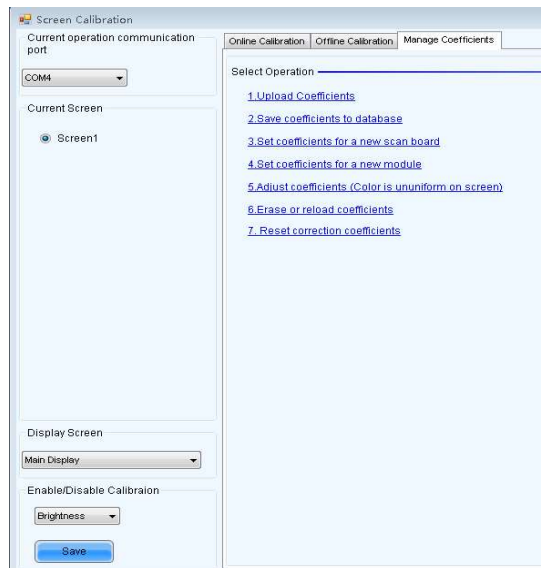 Screen Calibration
Current operation communication
port
COM4
Current Screen
Screen1
Display Screen
Main Display
Enable/Disable Calibraion
Brightness
Save
Online Calibration Offline Calibration Manage Coefficients
Select Operation
1.Upload Coefficients
2.Save coefficients to database
3.Set coefficients for a new scan board
4.Set coefficients for a new module
5.Adjust coefficients (Color is ununiform on screen)
6.Erase or reload coefficients
7. Reset correction coefficients